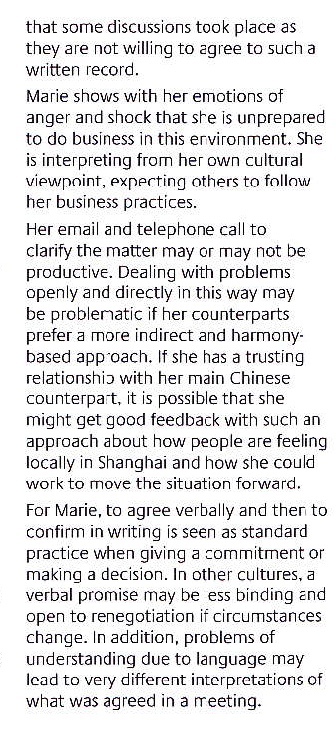 that some discussions took place as
they are not willing to agree to such a
written record.
Marie shows with her emotions of
anger and shock that she is unprepared
to do business in this environment. She
is interpreting from her own cultural
viewpoint, expecting others to follow
her business practices.
Her email and telephone call to
clarify the matter may or may not be
productive. Dealing with problems
openly and directly in this way may
be problematic if her counterparts
prefer a more indirect and harmony-
based approach. If she has a trusting
relationship with her main Chinese
counterpart, it is possible that she
might get good feedback with such an
approach about how people are feeling
locally in Shanghai and how she could
work to move the situation forward.
For Marie, to agree verbally and then to
confirm in writing is seen as standard
practice when giving a commitment or
making a decision. In other cultures, a
verbal promise may be less binding and
open to renegotiation if circumstances
change. In addition, problems of
understanding due to language may
lead to very different interpretations of
what was agreed in a meeting.